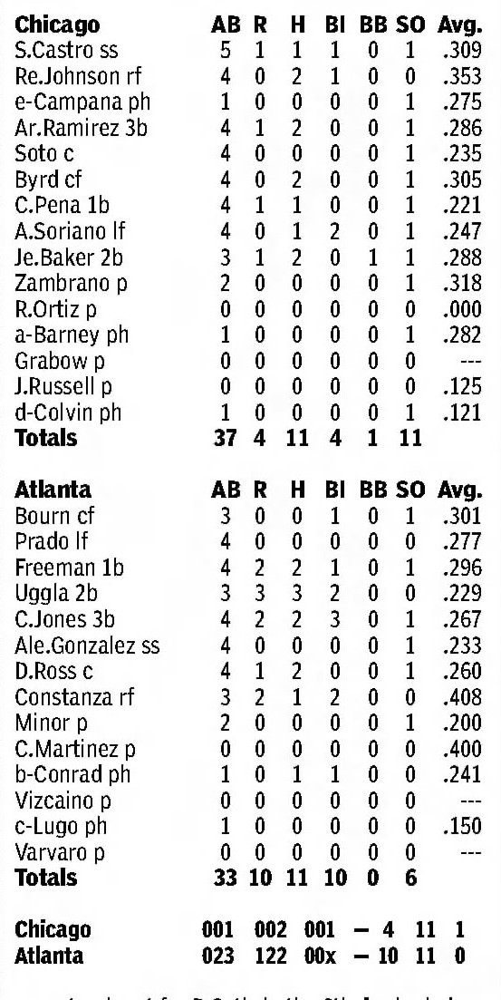 Chicago AB R H BI BB SO Avg.
S.Castro ss 5 1 1 1 0 1 .309
Re.Johnson rf 4 0 2 1 0 0 .353
e-Campana ph 1 0 0 0 0 1 .275
Ar.Ramirez 3b 4 1 2 0 0 1 .286
Soto c 4 0 0 0 0 1 .235
Byrd cf 4 0 2 0 0 1 .305
C.Pena 1b 4 1 1 0 0 1 .221
A.Soriano lf 4 0 1 2 0 1 .247
Je.Baker 2b 3 1 2 0 1 1 .288
Zambrano p 2 0 0 0 0 1 .318
R.Ortiz p 0 0 0 0 0 0 .000
a-Barney ph 1 0 0 0 0 1 .282
Grabow p 0 0 0 0 0 0 ---
J.Russell p 0 0 0 0 0 0 .125
d-Colvin ph 1 0 0 0 0 1 .121
Totals 37 4 11 4 1 11
Atlanta AB R H BI BB SO Avg.
Bourn cf 3 0 0 1 0 1 .301
Prado lf 4 0 0 0 0 0 .277
Freeman 1b 4 2 2 1 0 1 .296
Uggla 2b 3 3 3 2 0 0 .229
C.Jones 3b 4 2 2 3 0 1 .267
Ale.Gonzalez ss 4 0 0 0 0 1 .233
D.Ross c 4 1 2 0 0 1 .260
Constanza rf 3 2 1 2 0 0 .408
Minor p 2 0 0 0 0 1 .200
C.Martinez p 0 0 0 0 0 0 .400
b-Conrad ph 1 0 1 1 0 0 .241
Vizcaino p 0 0 0 0 0 0 ---
c-Lugo ph 1 0 0 0 0 0 .150
Varvaro p 0 0 0 0 0 0 ---
Totals 33 10 11 10 0 6
Chicago 001 002 001 — 4 11 1
Atlanta 023 122 00x — 10 11 0